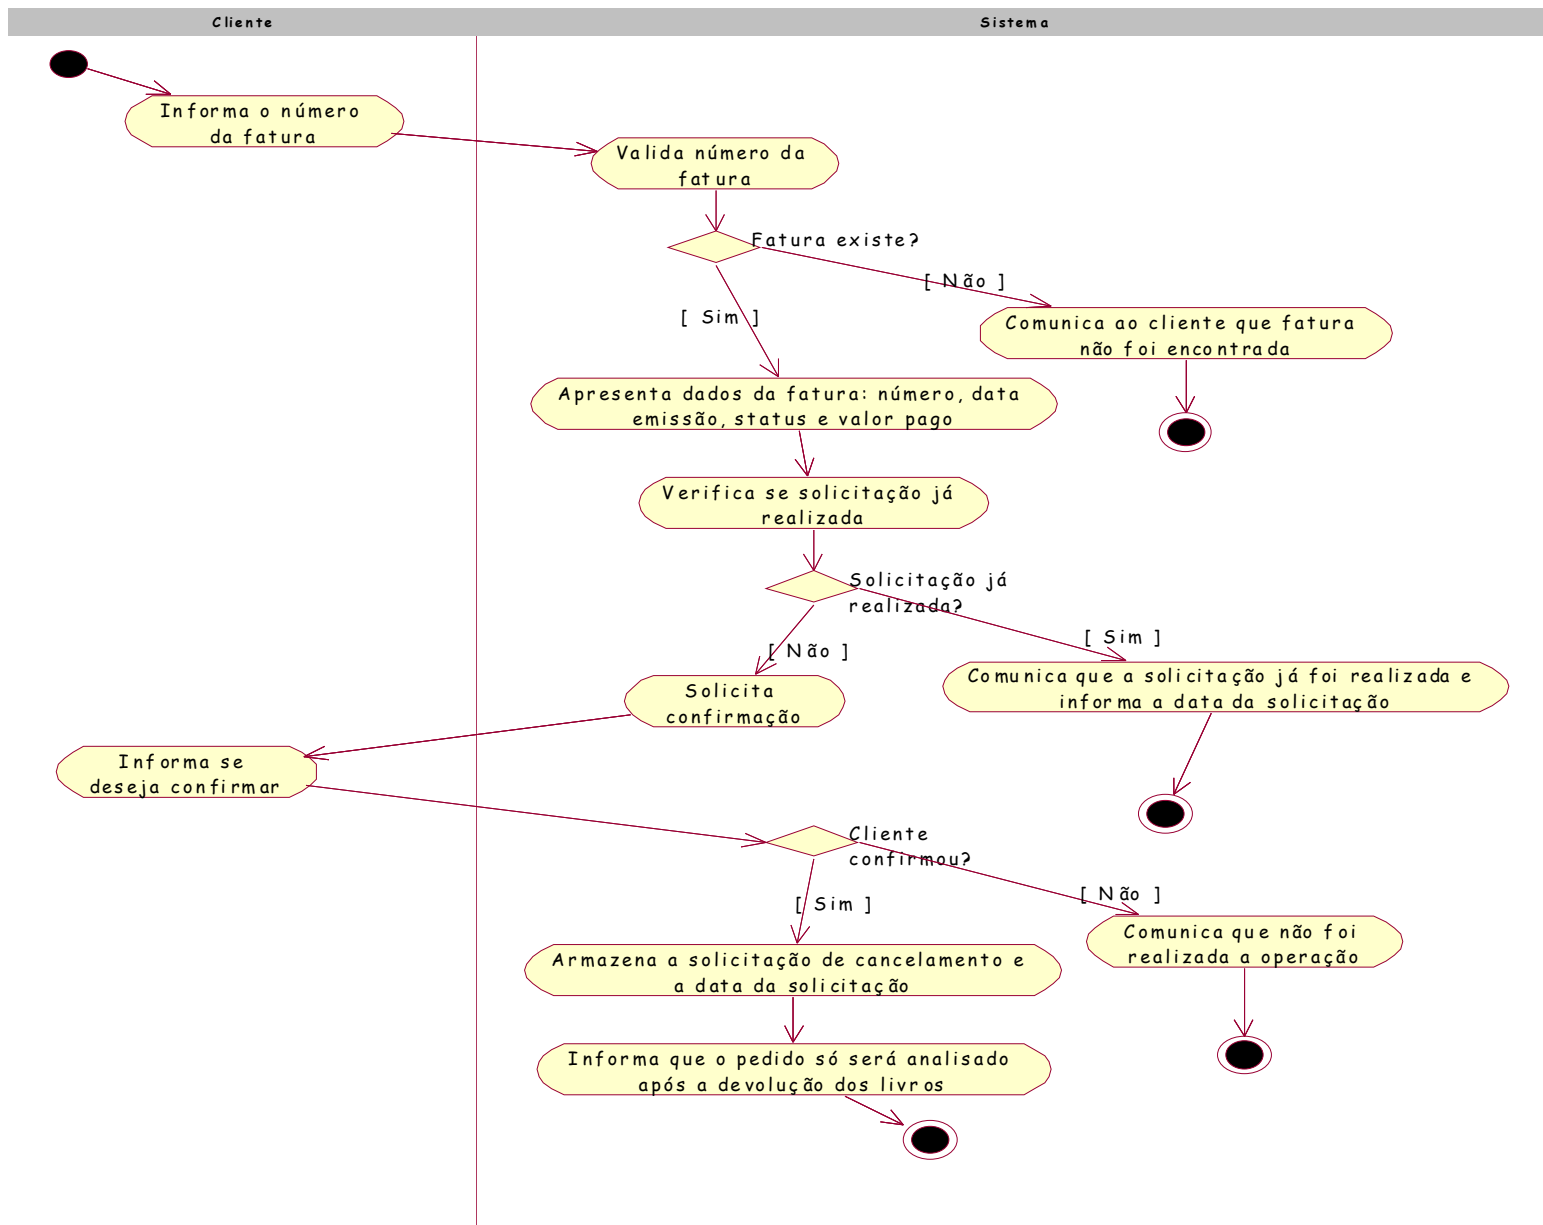 Cliente
Sistema
Informa o número
da fatura
Valida número da
fatura
Fatura existe?
[ Não ]
[ Sim ]
Comunica ao cliente que fatura
não foi encontrada
Apresenta dados da fatura: número, data
emissão, status e valor pago
Verifica se solicitação já
realizada
Solicitação já
realizada?
[ Sim ]
[ Não ]
Comunica que a solicitação já foi realizada e
informa a data da solicitação
Solicita
confirmação
Informa se
deseja confirmar
Cliente
confirmou?
[ Não ]
[ Sim ]
Comunica que não foi
realizada a operação
Armazena a solicitação de cancelamento e
a data da solicitação
Informa que o pedido só será analisado
após a devolução dos livros